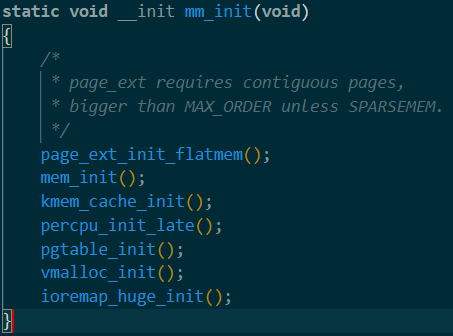 static void __init mm_init(void)
{
    /*
     * page_ext requires contiguous pages,
     * bigger than MAX_ORDER unless SPARSEMEM.
     */
    page_ext_init_flatmem();
    mem_init();
    kmem_cache_init();
    percpu_init_late();
    pgtable_init();
    vmalloc_init();
    ioremap_huge_init();
}